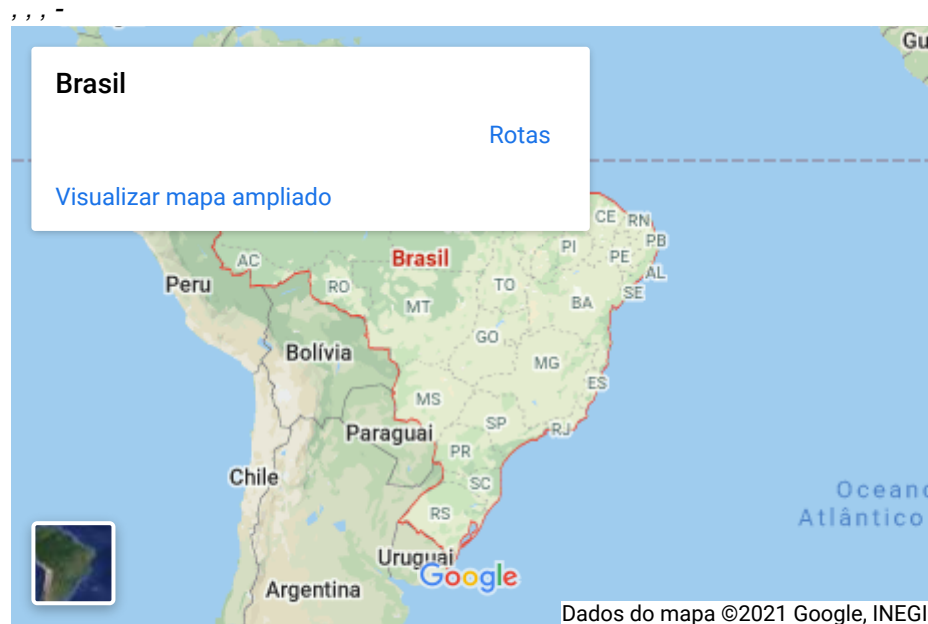 , , , -
Gu
Brasil
Rotas
Visualizar mapa ampliado
CE RN
PB
PI
PE
AL
AC
Brasil
SE
Peru
RO
TO
MT
BA
GO
Bolívia
MG
ES
MS
SP
RJ
Paraguai
PR
Chile
SC
Oceano
Atlântico
RS
Uruguai
Google
Argentina
Dados do mapa ©2021 Google, INEGI